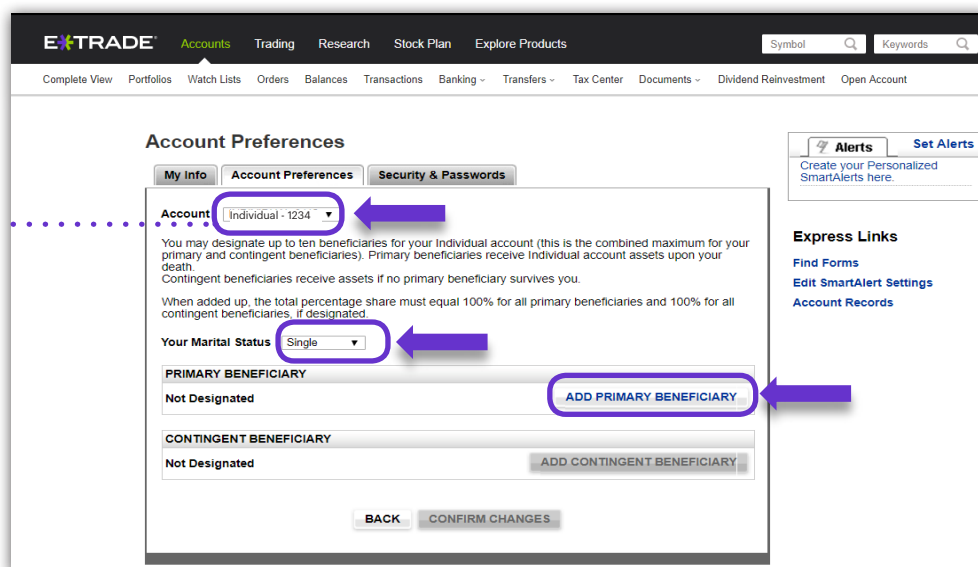 E*TRADE Accounts Trading Research Stock Plan Explore Products Symbol Keywords
Complete View Portfolios Watch Lists Orders Balances Transactions Banking Transfers Tax Center Documents Dividend Reinvestment Open Account
Account Preferences
My Info Account Preferences Security & Passwords
Account Individual - 1234
You may designate up to ten beneficiaries for your Individual account (this is the combined maximum for your
primary and contingent beneficiaries). Primary beneficiaries receive Individual account assets upon your
death.
Contingent beneficiaries receive assets if no primary beneficiary survives you.
When added up, the total percentage share must equal 100% for all primary beneficiaries and 100% for all
contingent beneficiaries, if designated.
Your Marital Status Single
PRIMARY BENEFICIARY
Not Designated ADD PRIMARY BENEFICIARY
CONTINGENT BENEFICIARY
Not Designated ADD CONTINGENT BENEFICIARY
BACK CONFIRM CHANGES
Alerts Set Alerts
Create your Personalized
SmartAlerts here.
Express Links
Find Forms
Edit SmartAlert Settings
Account Records